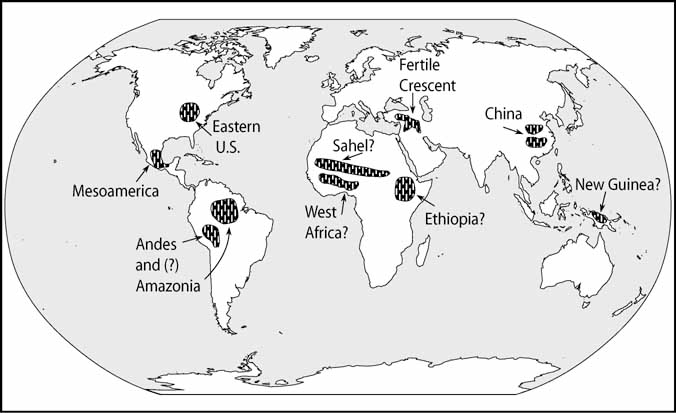 Fertile
Crescent
Eastern
U.S.
China
Sahel?
Mesoamerica
New Guinea?
West
Africa?
Ethiopia?
Andes
and (?)
Amazonia